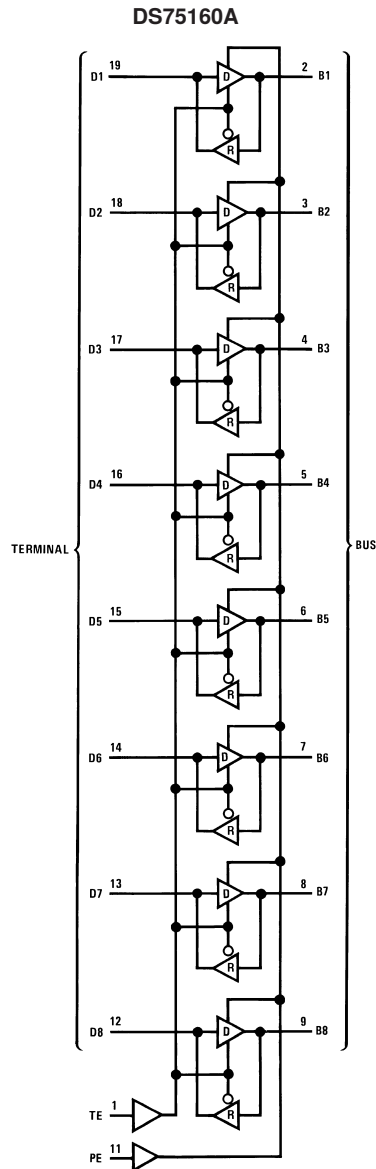 DS75160A
D1 19 D R 2 B1
D2 18 D R 3 B2
D3 17 D R 4 B3
D4 16 D R 5 B4
TERMINAL BUS
D5 15 D R 6 B5
D6 14 D R 7 B6
D7 13 D R 8 B7
D8 12 D R 9 B8
TE 1
PE 11